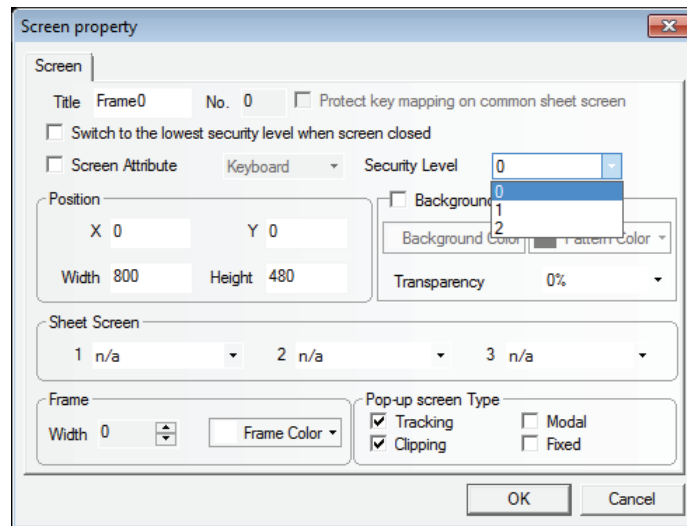 Screen property
Screen
Title Frame0 No. 0 Protect key mapping on common sheet screen
Switch to the lowest security level when screen closed
Screen Attribute Keyboard Security Level 0
0
1
2
Position
X 0 Y 0
Width 800 Height 480
Background
Background Color Pattern Color
Transparency 0%
Sheet Screen
1 n/a 2 n/a 3 n/a
Frame
Width 0 Frame Color
Pop-up screen Type
Tracking Modal
Clipping Fixed
OK Cancel